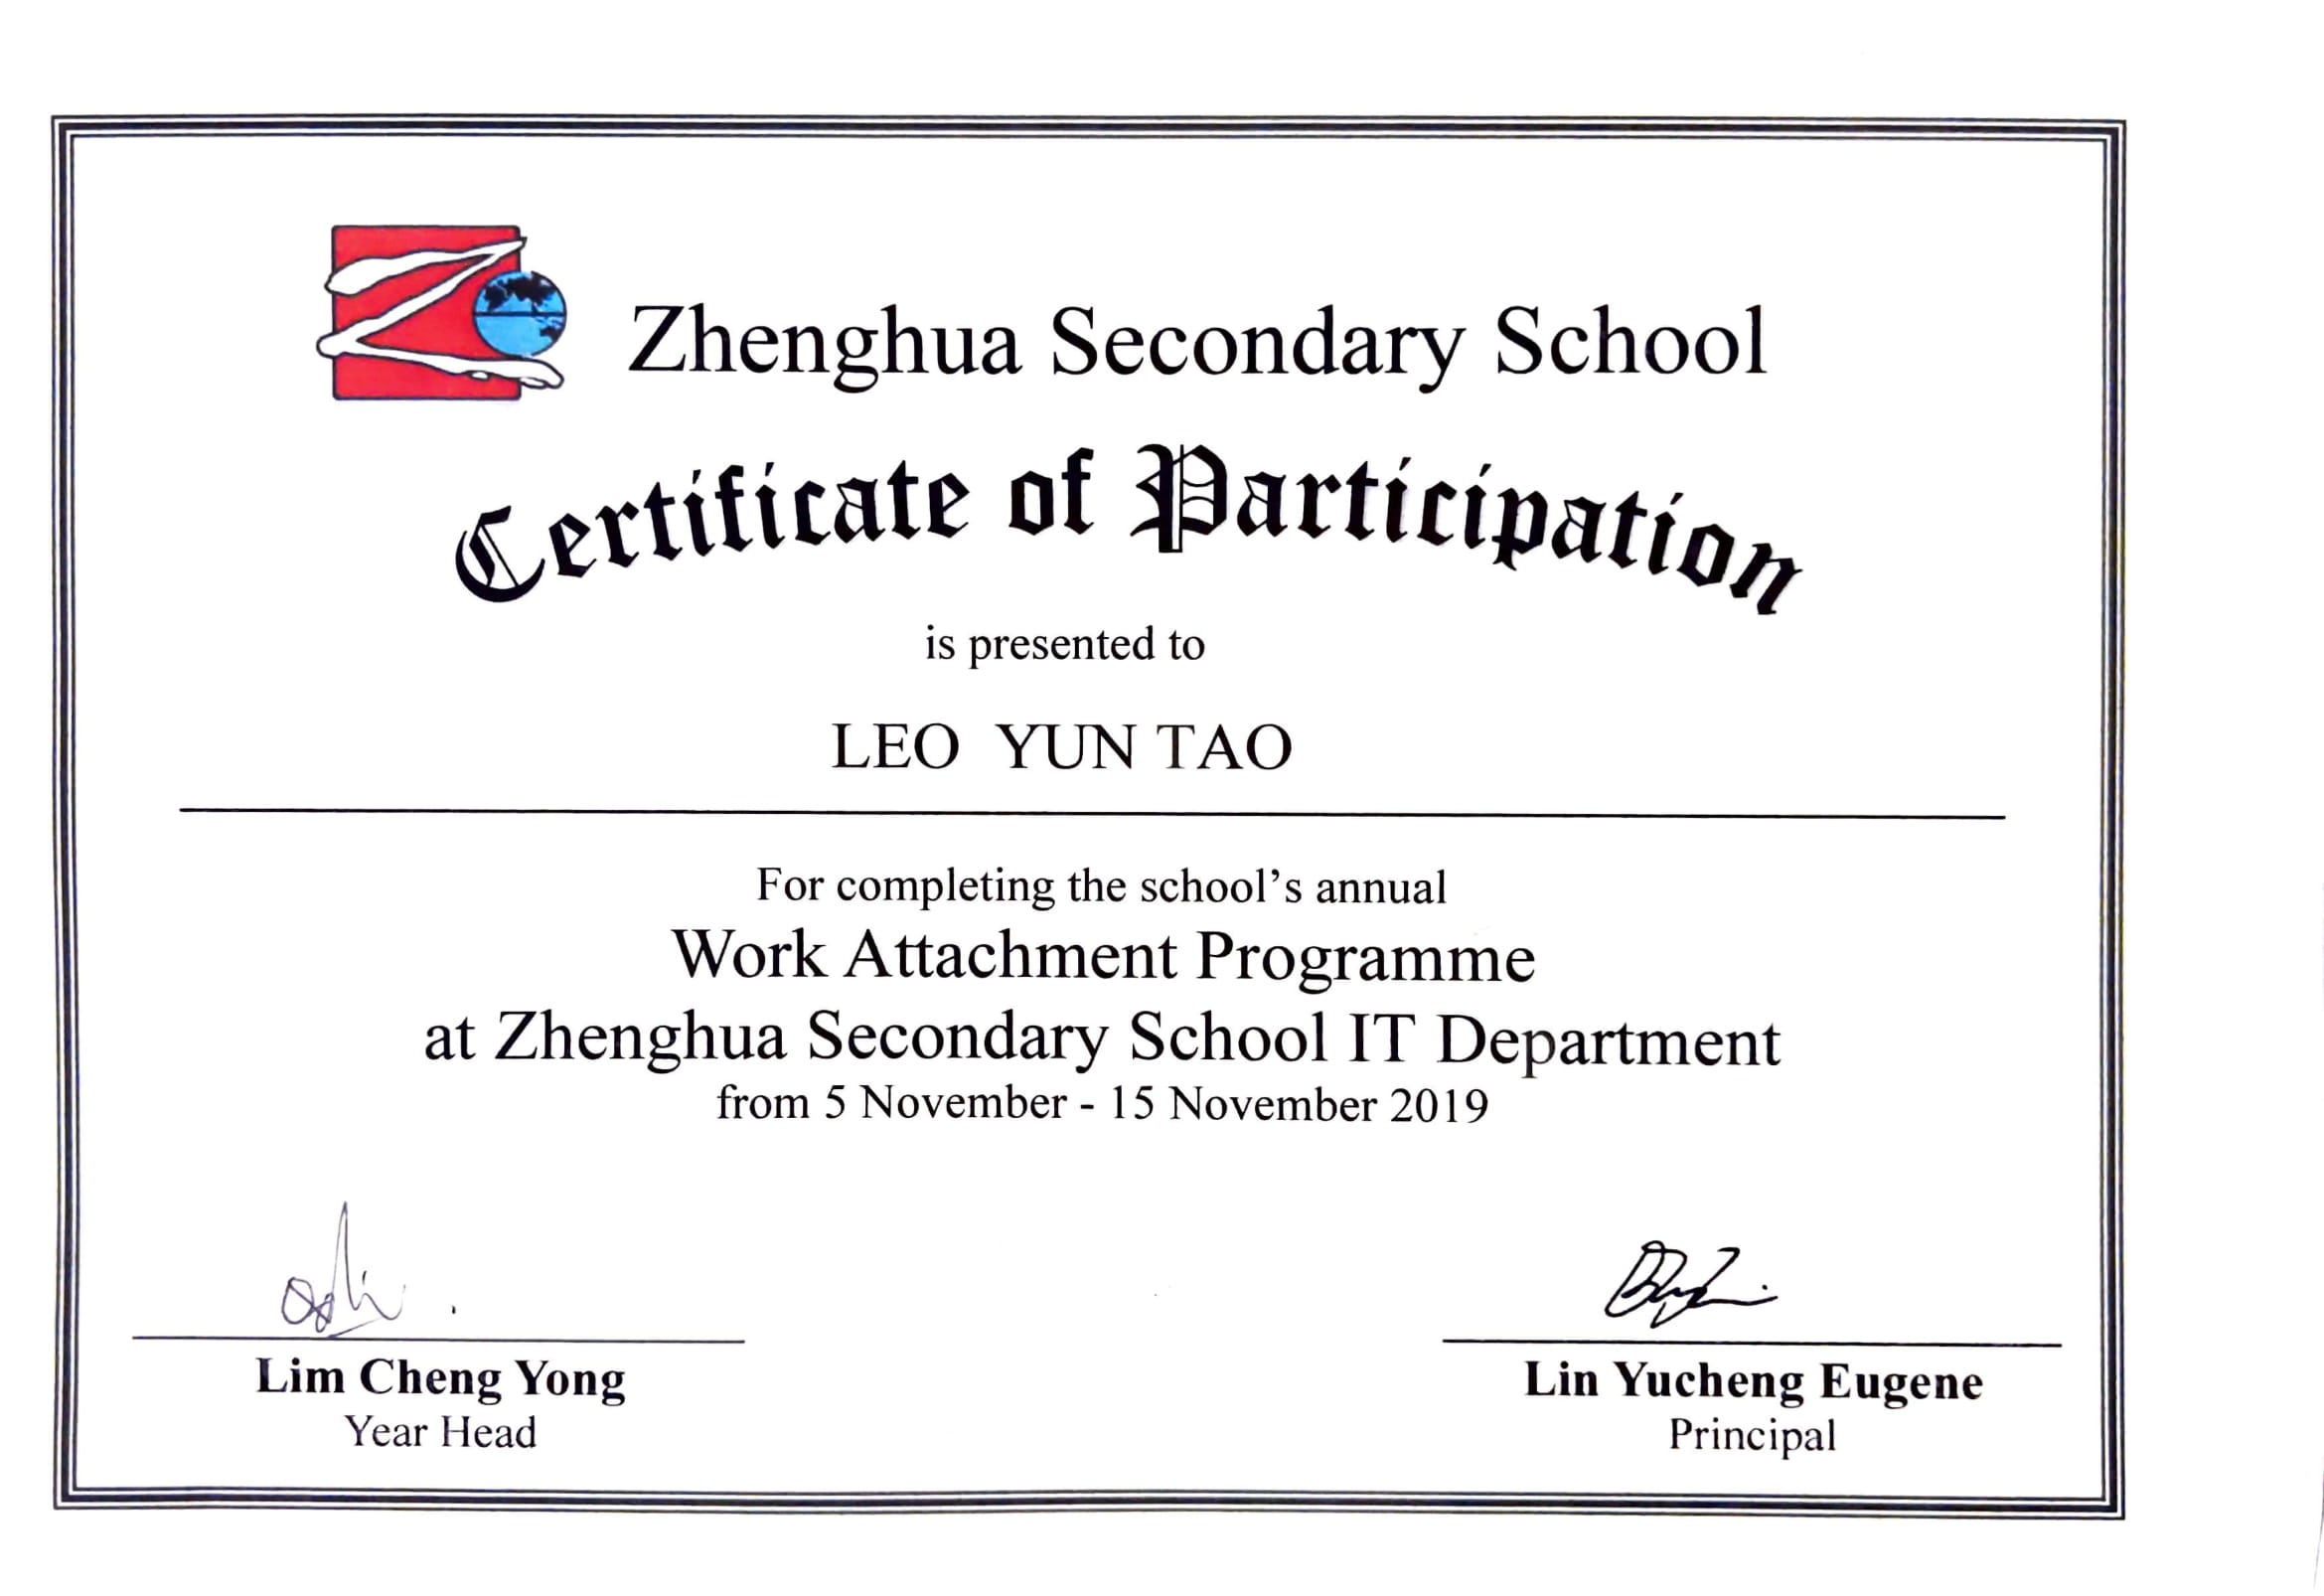 Zhenghua Secondary School
Certificate of Participation
is presented to
LEO YUN TAO
For completing the school’s annual
Work Attachment Programme
at Zhenghua Secondary School IT Department
from 5 November - 15 November 2019
Lim Cheng Yong
Year Head
Lin Yucheng Eugene
Principal